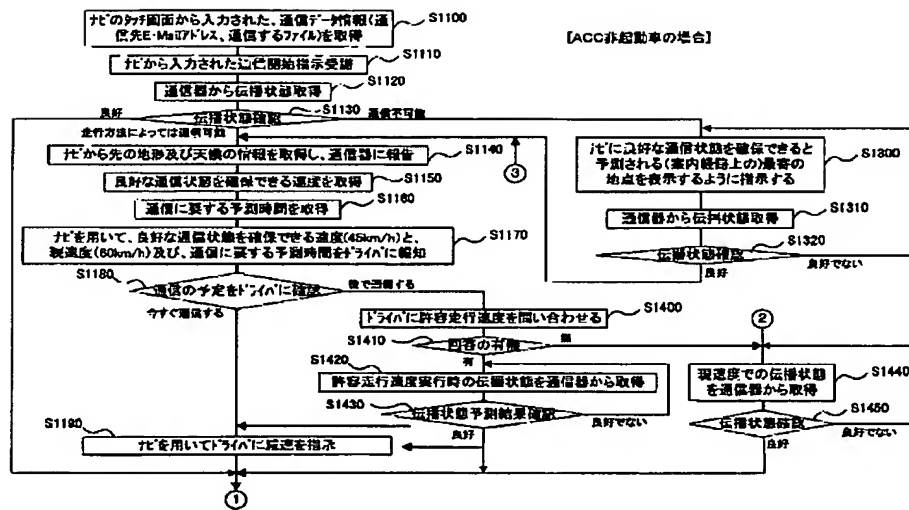 ナビのタッチ画面から入力された、通信データ情報(通
信先E-Mailアドレス、通信するファイル)を取得
S1100
[ACC非起動車の場合]
ナビから入力された通信開始指示受諾
S1110
通信器から伝播状態取得
S1120
伝播状態確認
S1130
良好
通信不可能
走行方法によっては通信可能
ナビから先の地形及び天候の情報を取得し、通信器に報告
S1140
③
良好な通信状態を確保できる速度を取得
S1150
通信に要する予測時間を取得
S1160
ナビを用いて、良好な通信状態を確保できる速度(45km/h)と、
現速度(60km/h)及び、通信に要する予測時間をドライバに報知
S1170
S1180
通信の予定をドライバに確認
後で通信する
今すぐ通信する
ナビに良好な通信状態を確保できると
予測される(案内経路上の)最寄の
地点を表示するように指示する
S1300
通信器から伝播状態取得
S1310
伝播状態確認
S1320
良好
良好でない
ドライバに許容走行速度を問い合わせる
S1400
S1410
回答の有無
無
有
S1420
許容走行速度実行時の伝播状態を通信器から取得
S1430
伝播状態予測結果確認
良好
良好でない
②
現速度での伝播状態
を通信器から取得
S1440
伝播状態確認
S1450
良好
良好でない
S1190
ナビを用いてドライバに減速を指示
①